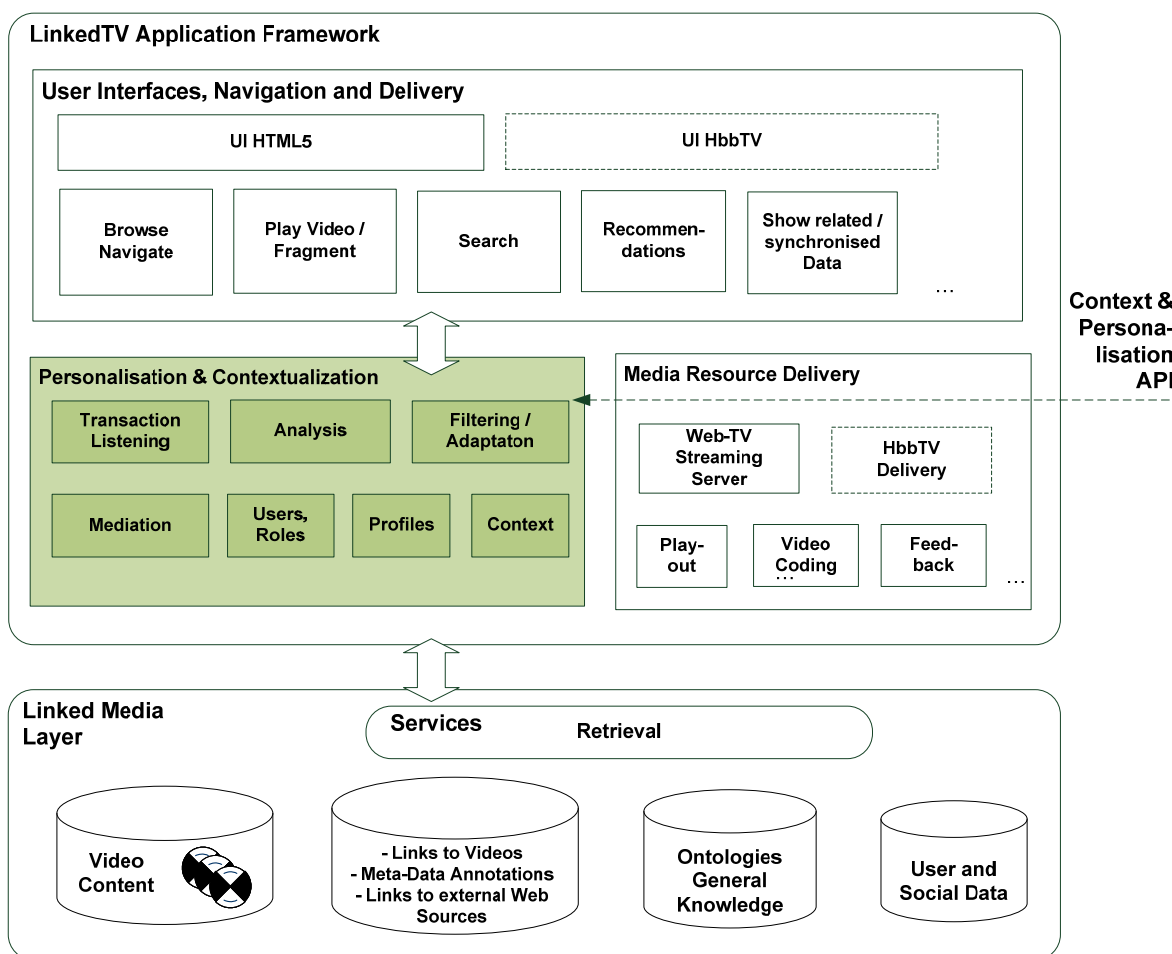 LinkedTV Application Framework
User Interfaces, Navigation and Delivery
UI HTML5
UI HbbTV
Browse
Navigate
Play Video /
Fragment
Search
Recommen-
dations
Show related /
synchronised
Data
...
Context &
Persona-
lisation
API
Personalisation & Contextualization
Transaction
Listening
Analysis
Filtering /
Adaptaton
Mediation
Users,
Roles
Profiles
Context
Media Resource Delivery
Web-TV
Streaming
Server
HbbTV
Delivery
Play-
out
Video
Coding
...
Feed-
back
...
Linked Media
Layer
Services
Retrieval
Video
Content
- Links to Videos
- Meta-Data Annotations
- Links to external Web
Sources
Ontologies
General
Knowledge
User and
Social Data